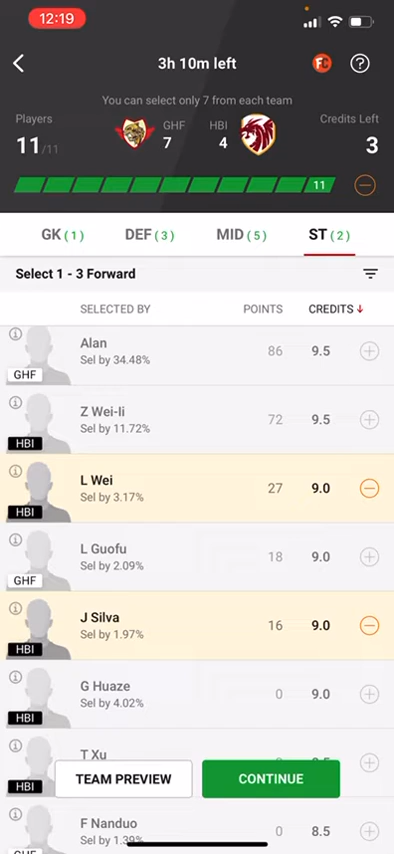 12:19
3h 10m left
FC
?
You can select only 7 from each team
Players
11/11
GHF
7
HBI
4
Credits Left
3
11
GK (1)
DEF (3)
MID (5)
ST (2)
Select 1 - 3 Forward
SELECTED BY
POINTS
CREDITS
Alan
Sel by 34.48%
86
9.5
GHF
Z Wei-li
Sel by 11.72%
72
9.5
HBI
L Wei
Sel by 3.17%
27
9.0
HBI
L Guofu
Sel by 2.09%
18
9.0
GHF
J Silva
Sel by 1.97%
16
9.0
HBI
G Huaze
Sel by 4.02%
0
9.0
HBI
T Xu
HBI
TEAM PREVIEW
CONTINUE
F Nanduo
Sel by 1.39%
0
8.5
GHF